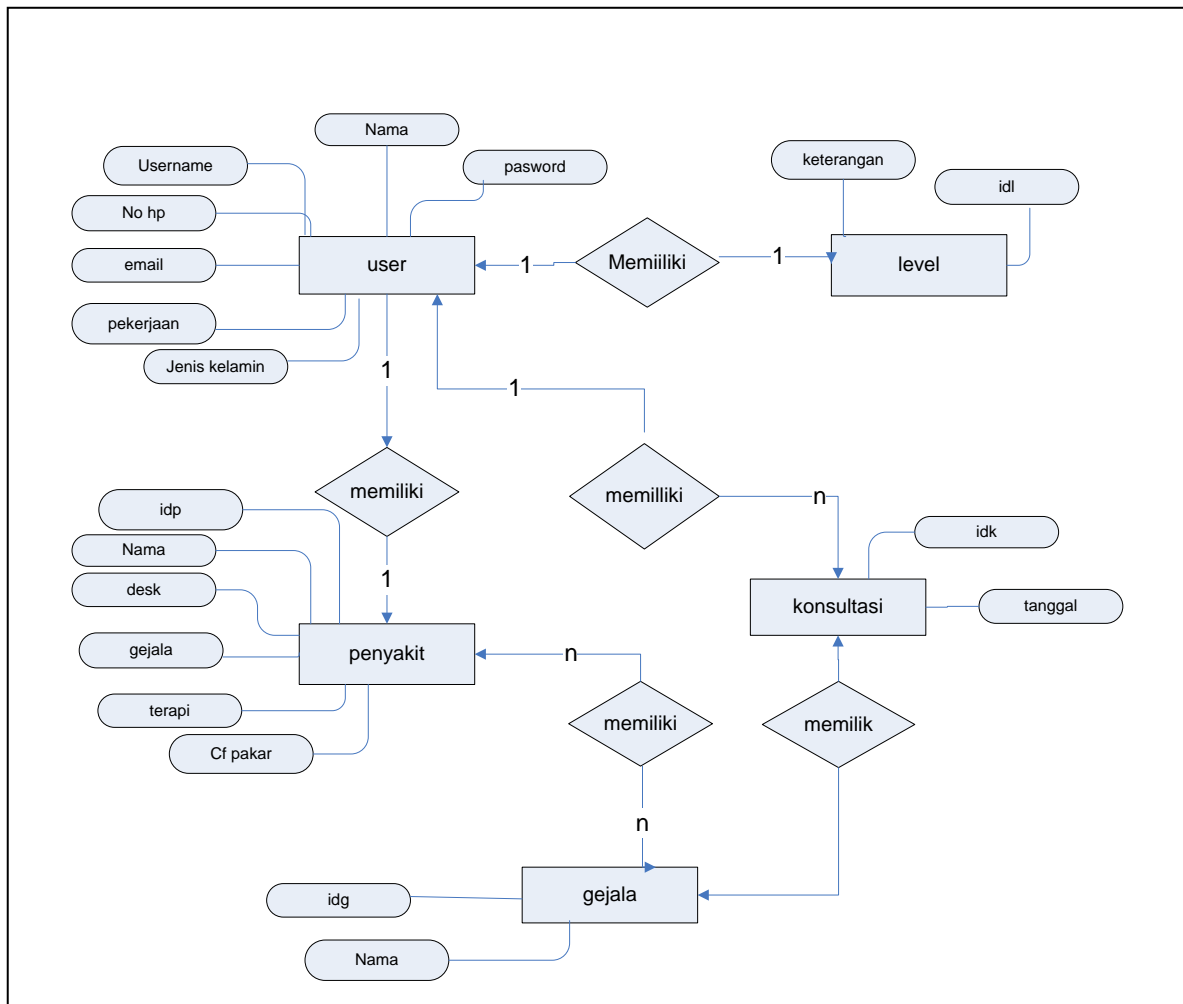 Nama
Username
pasword
keterangan
idl
No hp
email
user
1
Memiiliki
1
level
pekerjaan
Jenis kelamin
1
1
memiliki
memilliki
n
idp
Nama
desk
1
idk
konsultasi
tanggal
gejala
penyakit
n
terapi
Cf pakar
memiliki
memilik
n
gejala
idg
Nama